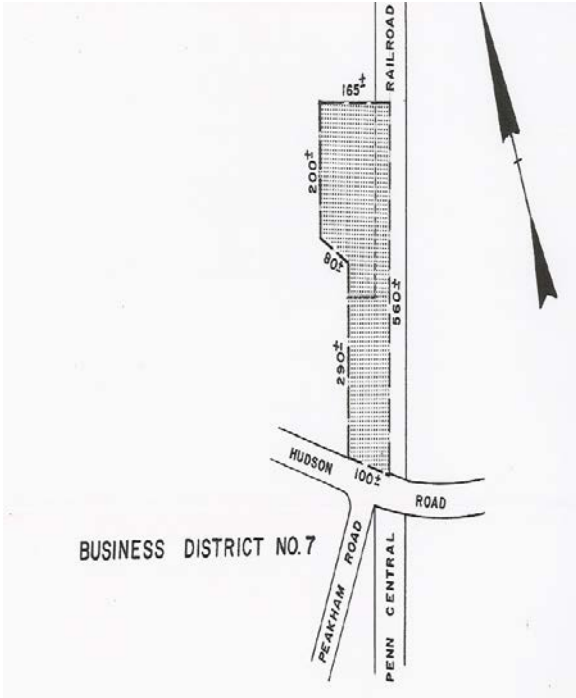 RAILROAD
165±
200±
80±
560±
290±
HUDSON
100±
ROAD
BUSINESS DISTRICT NO. 7
PEAKHAM ROAD
PENN CENTRAL